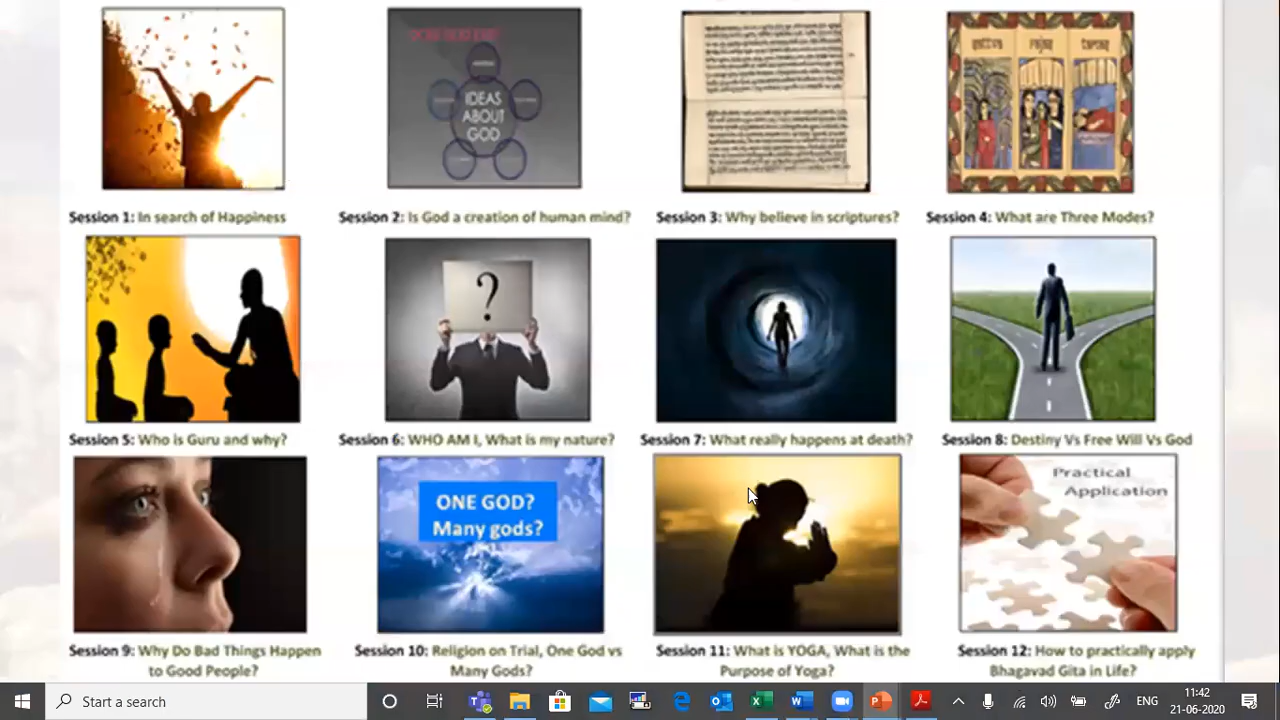 IDEAS
ABOUT
GOD
sattva rajas tamas
Session 1: In search of Happiness
Session 2: Is God a creation of human mind?
Session 3: Why believe in scriptures?
Session 4: What are Three Modes?
?
Session 5: Who is Guru and why?
Session 6: WHO AM I, What is my nature?
Session 7: What really happens at death?
Session 8: Destiny Vs Free Will Vs God
ONE GOD?
Many gods?
Practical
Application
Session 9: Why Do Bad Things Happen
to Good People?
Session 10: Religion on Trial, One God vs
Many Gods?
Session 11: What is YOGA, What is the
Purpose of Yoga?
Session 12: How to practically apply
Bhagavad Gita in Life?
Start a search
ENG
11:42
21-06-2020